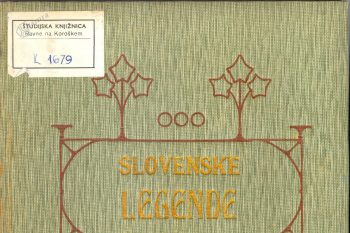 ŠTUDIJSKA KNJIŽNICA
Ravne na Koroškem
K 1679
SLOVENSKE
LEGENDE